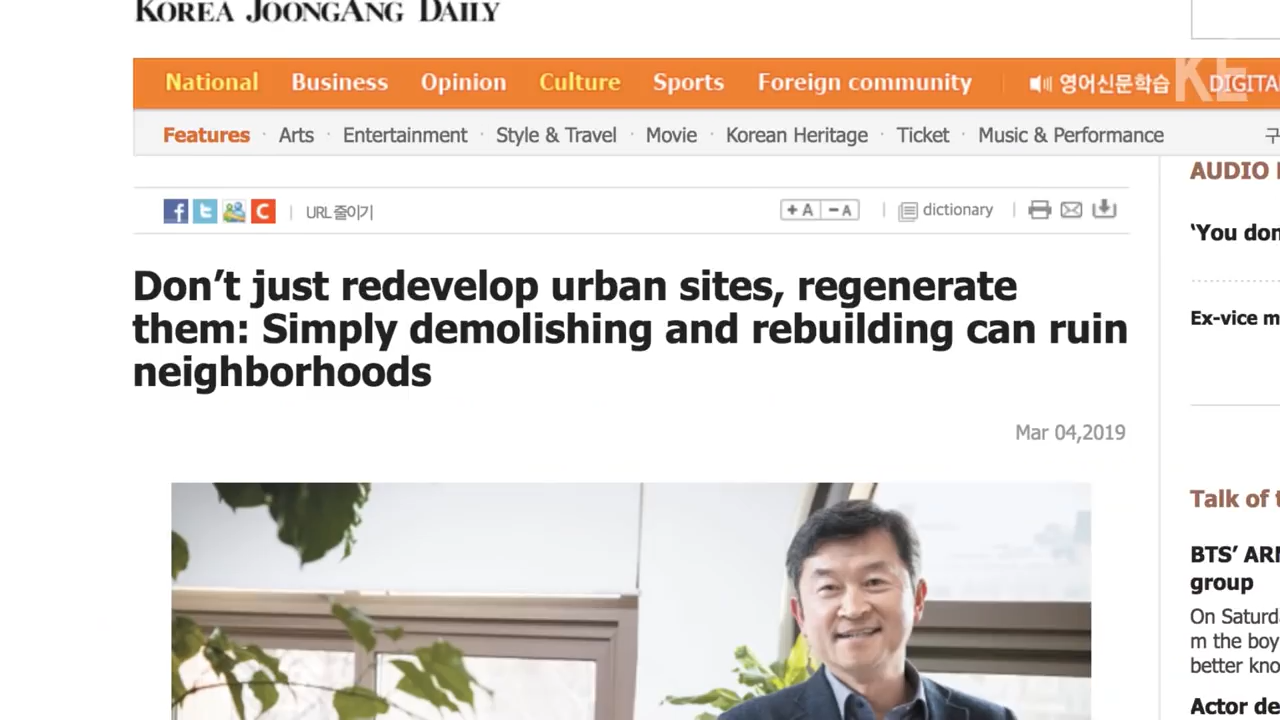 KOREA JOONGANG DAILY
National Business Opinion Culture Sports Foreign community 영어신문학습 DIGITA
KE
Features · Arts · Entertainment · Style & Travel · Movie · Korean Heritage · Ticket · Music & Performance
URL 줄이기 + A - A dictionary
Don’t just redevelop urban sites, regenerate
them: Simply demolishing and rebuilding can ruin
neighborhoods
Mar 04,2019
AUDIO
‘You don
Ex-vice m
Talk of t
BTS’ ARM
group
On Saturda
m the boy
better kno
Actor de